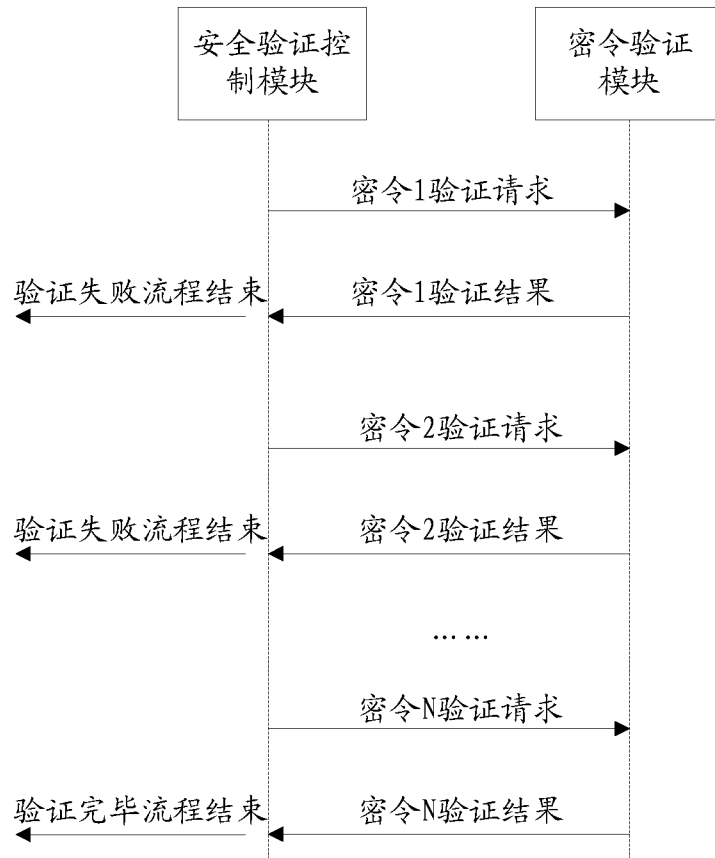 安全验证控
制模块
密令验证
模块
密令1验证请求
验证失败流程结束
密令1验证结果
密令2验证请求
验证失败流程结束
密令2验证结果
……
密令N验证请求
验证完毕流程结束
密令N验证结果